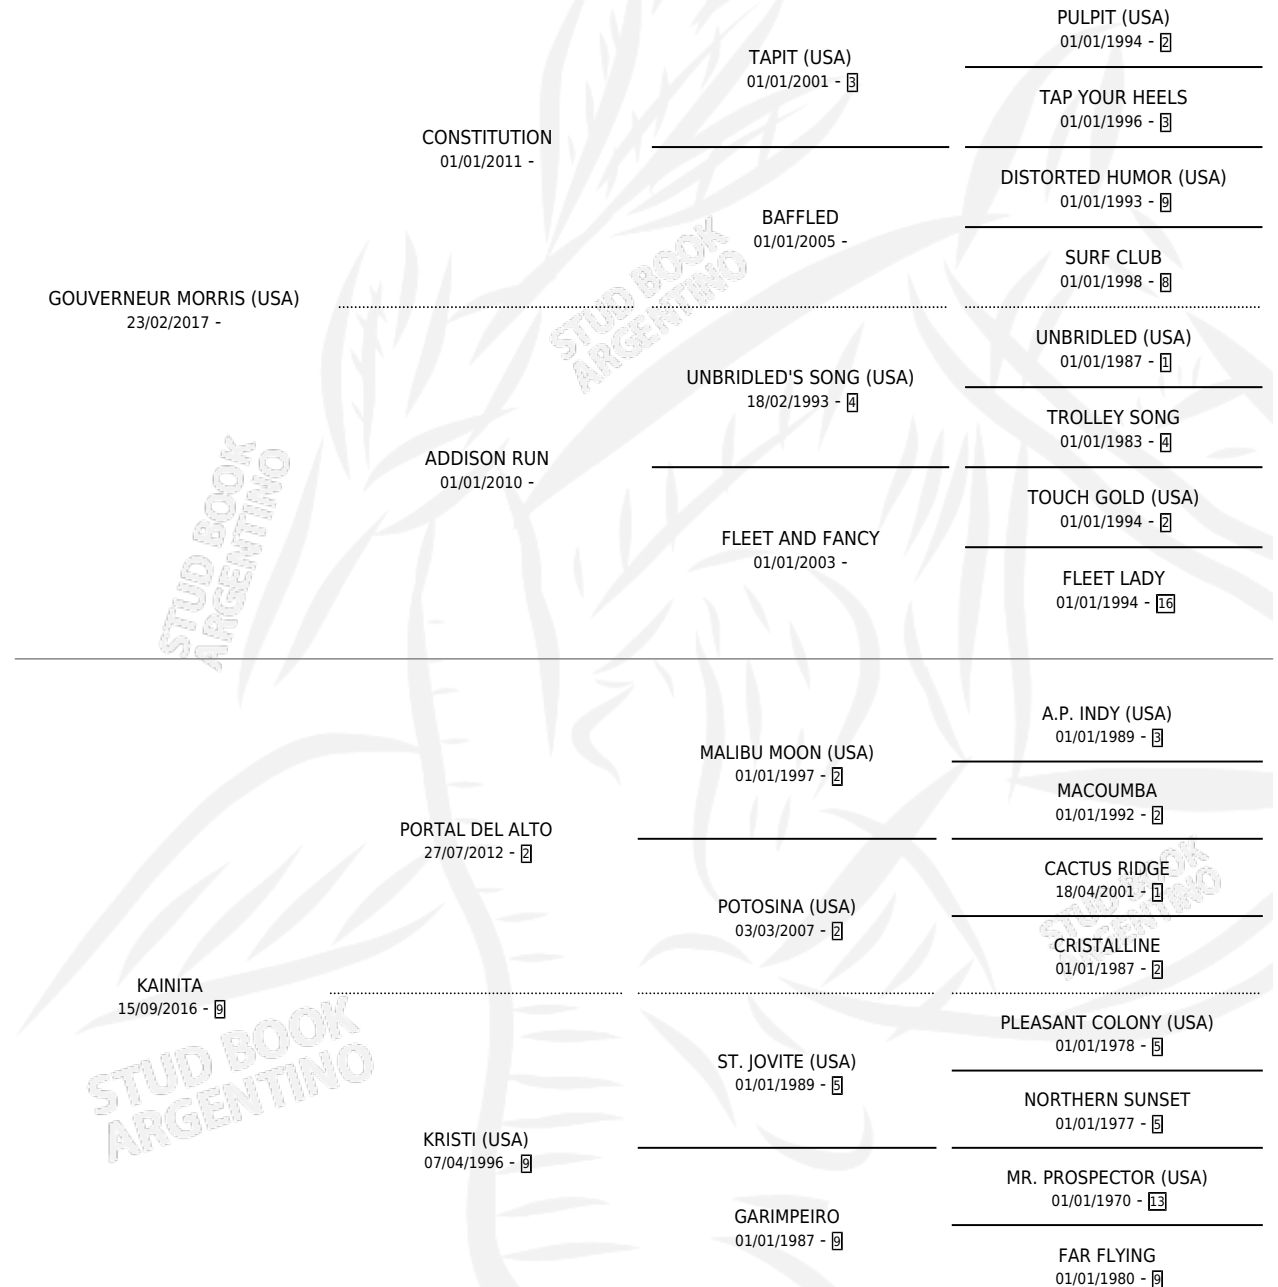 PULPIT (USA)
01/01/1994 - 2
TAPIT (USA)
01/01/2001 - 3
TAP YOUR HEELS
01/01/1996 - 3
CONSTITUTION
01/01/2011 -
DISTORTED HUMOR (USA)
01/01/1993 - 9
BAFFLED
01/01/2005 -
SURF CLUB
01/01/1998 - 8
GOUVERNEUR MORRIS (USA)
23/02/2017 -
UNBRIDLED (USA)
01/01/1987 - 1
UNBRIDLED'S SONG (USA)
18/02/1993 - 4
TROLLEY SONG
01/01/1983 - 4
ADDISON RUN
01/01/2010 -
TOUCH GOLD (USA)
01/01/1994 - 2
FLEET AND FANCY
01/01/2003 -
FLEET LADY
01/01/1994 - 16
A.P. INDY (USA)
01/01/1989 - 3
MALIBU MOON (USA)
01/01/1997 - 2
MACOUMBA
01/01/1992 - 2
PORTAL DEL ALTO
27/07/2012 - 2
CACTUS RIDGE
18/04/2001 - 1
POTOSINA (USA)
03/03/2007 - 2
CRISTALLINE
01/01/1987 - 2
KAINITA
15/09/2016 - 9
PLEASANT COLONY (USA)
01/01/1978 - 5
ST. JOVITE (USA)
01/01/1989 - 5
NORTHERN SUNSET
01/01/1977 - 5
KRISTI (USA)
07/04/1996 - 9
MR. PROSPECTOR (USA)
01/01/1970 - 13
GARIMPEIRO
01/01/1987 - 9
FAR FLYING
01/01/1980 - 9
STUD BOOK
ARGENTINO
STUD BOOK
ARGENTINO
STUD BOOK
ARGENTINO
STUD BOOK
ARGENTINO